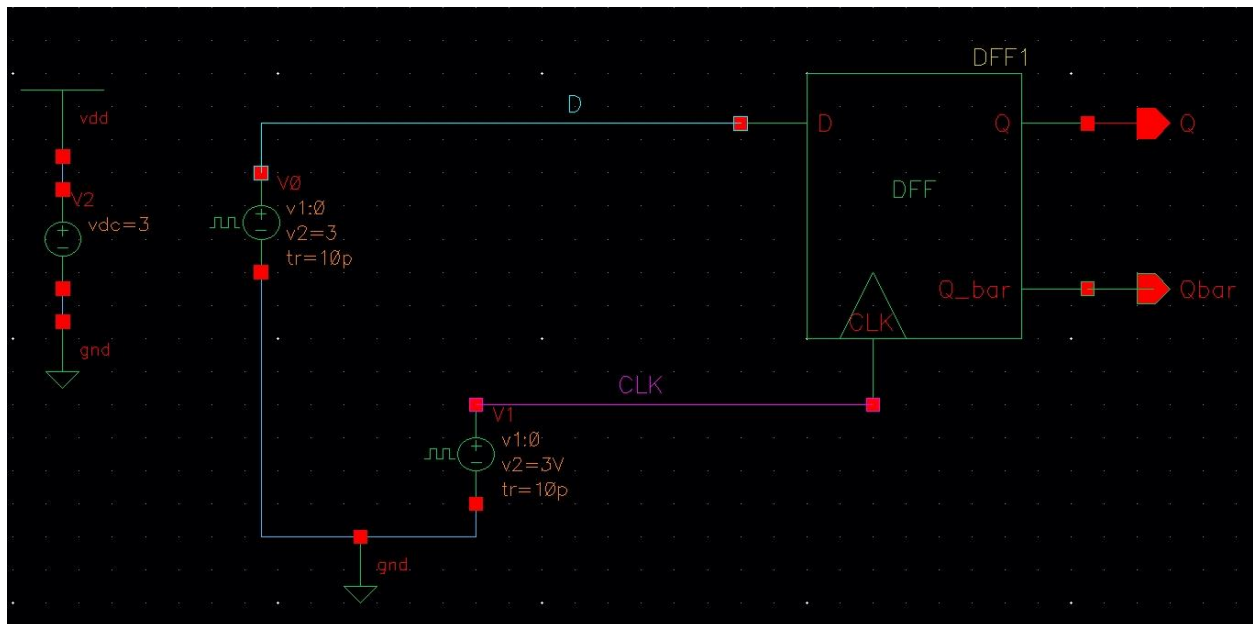 DFF1
vdd
V2
vdc=3
gnd
D
V0
v1:0
v2=3
tr=10p
D
Q
DFF
Q_bar
CLK
Q
Qbar
CLK
V1
v1:0
v2=3V
tr=10p
gnd